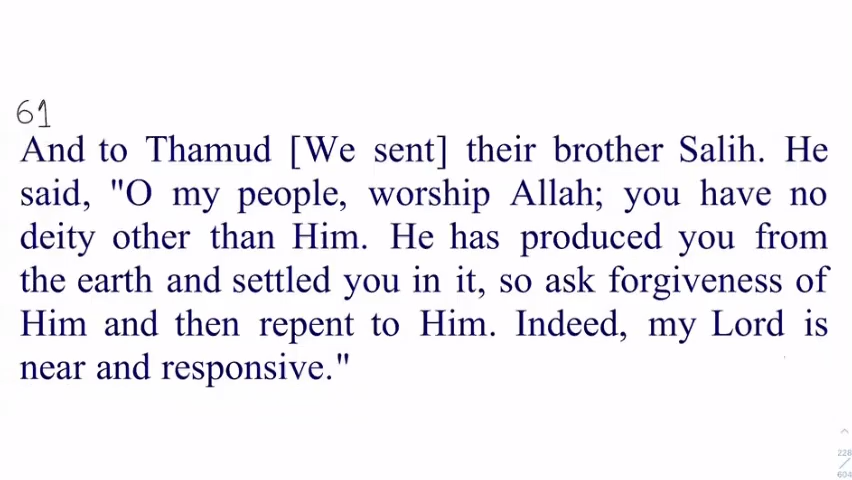 61
And to Thamud [We sent] their brother Salih. He
said, "O my people, worship Allah; you have no
deity other than Him. He has produced you from
the earth and settled you in it, so ask forgiveness of
Him and then repent to Him. Indeed, my Lord is
near and responsive."
228
/
604